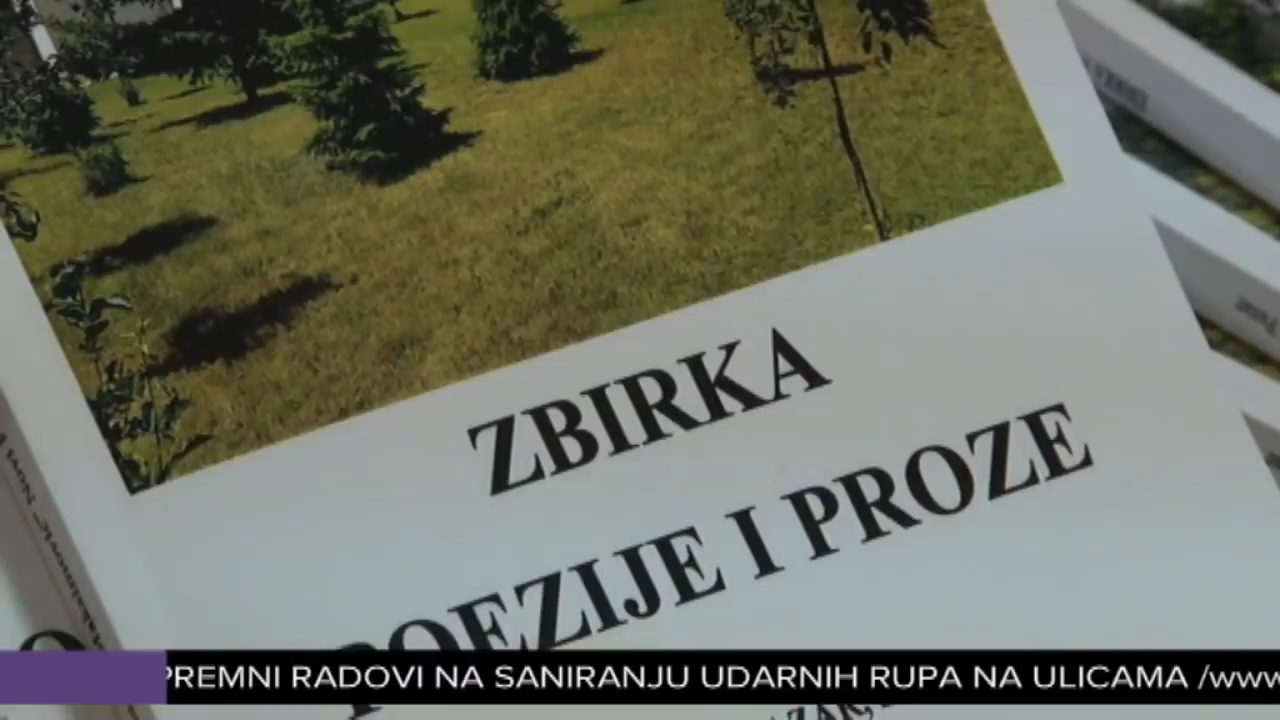 ZBIRKA
POEZIJE I PROZE
PREMNI RADOVI NA SANIRANJU UDARNIH RUPA NA ULICAMA /www